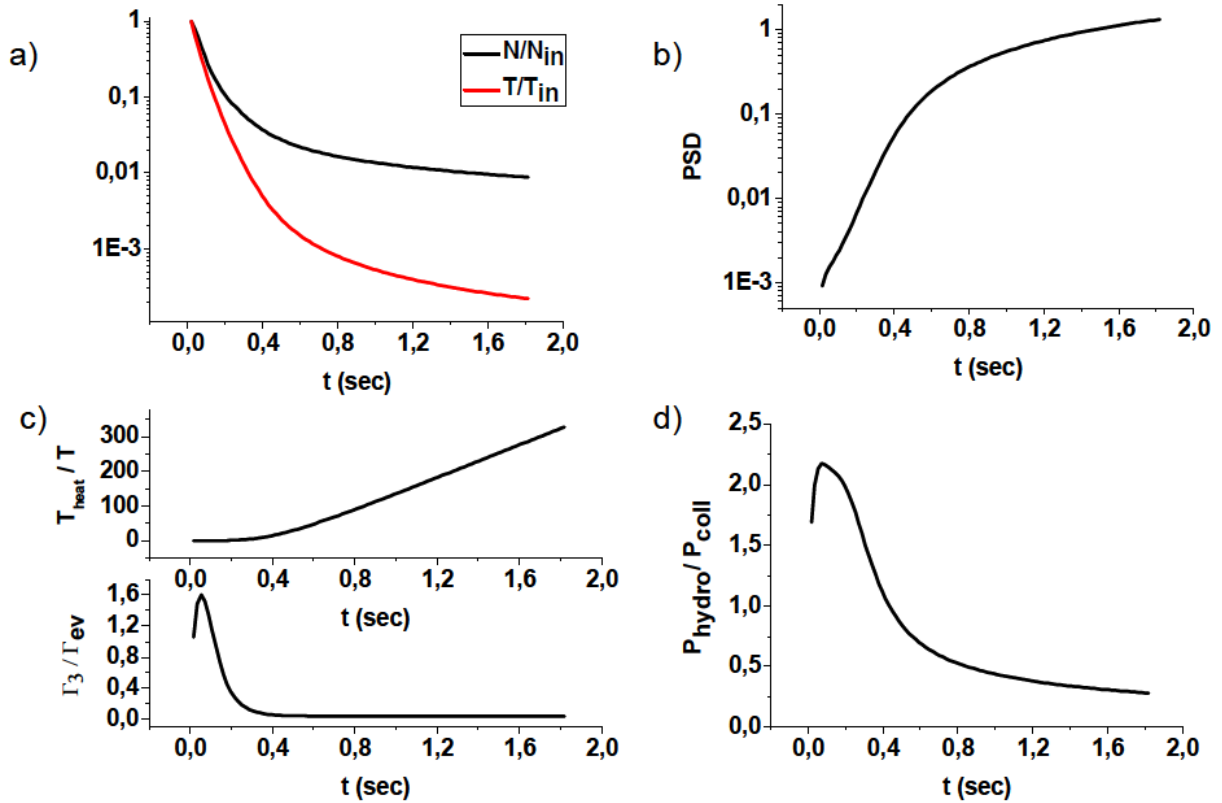 a)
1
0,1
0,01
1E-3
N/Nin
T/Tin
0,0 0,4 0,8 1,2 1,6 2,0
t (sec)
b)
PSD
1
0,1
0,01
1E-3
0,0 0,4 0,8 1,2 1,6 2,0
t (sec)
c)
Theat / T
300
200
100
0
0,0 0,4 0,8 1,2 1,6 2,0
t (sec)
Γ3 / Γev
1,6
1,2
0,8
0,4
0,0
0,0 0,4 0,8 1,2 1,6 2,0
t (sec)
d)
Phydro/ Pcoll
2,5
2,0
1,5
1,0
0,5
0,0
0,0 0,4 0,8 1,2 1,6 2,0
t (sec)